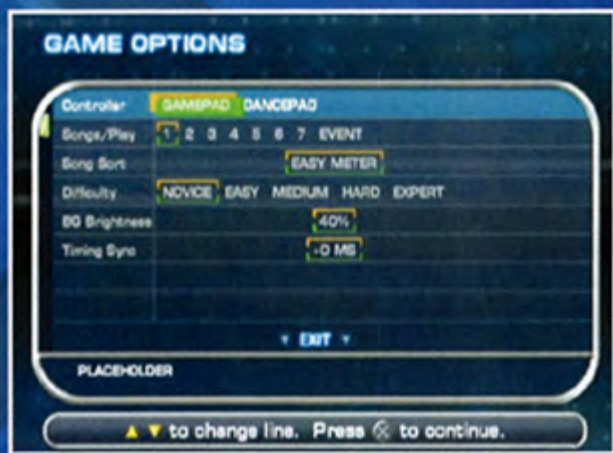 GAME OPTIONS
Controller GAMEPAD DANCEPAD
Songs/Play 1 2 3 4 5 6 7 EVENT
Song Sort EASY METER
Difficulty NOVICE EASY MEDIUM HARD EXPERT
BG Brightness 40%
Timing Sync +0 MS
▼ EXIT ▼
PLACEHOLDER
▲ ▼ to change line. Press Ⓧ to continue.